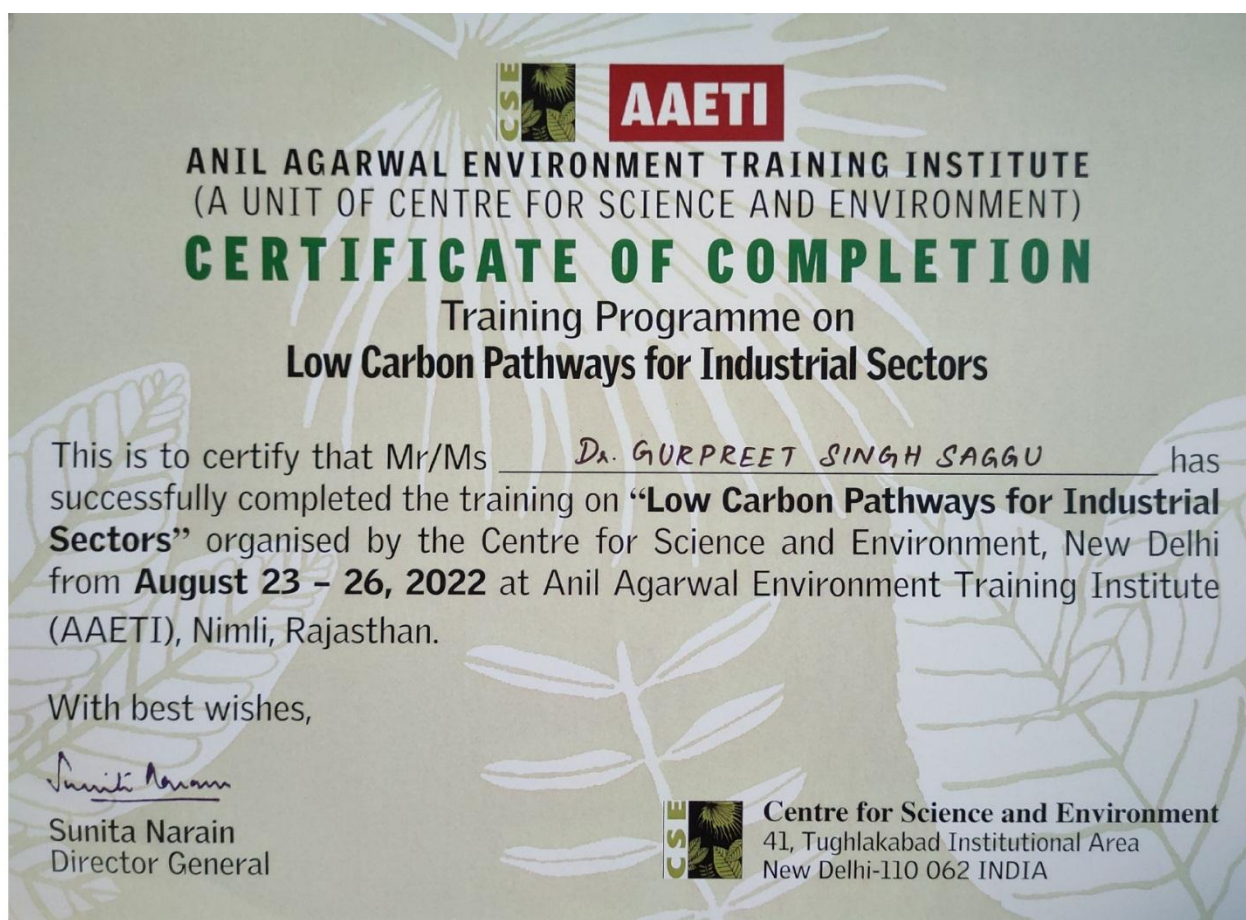 CSE AAETI
ANIL AGARWAL ENVIRONMENT TRAINING INSTITUTE
(A UNIT OF CENTRE FOR SCIENCE AND ENVIRONMENT)
CERTIFICATE OF COMPLETION
Training Programme on
Low Carbon Pathways for Industrial Sectors
This is to certify that Mr/Ms Dr. GURPREET SINGH SAGGU has
successfully completed the training on “Low Carbon Pathways for Industrial
Sectors” organised by the Centre for Science and Environment, New Delhi
from August 23 – 26, 2022 at Anil Agarwal Environment Training Institute
(AAETI), Nimli, Rajasthan.
With best wishes,
Sunita Narain
Sunita Narain
Director General
CSE
Centre for Science and Environment
41, Tughlakabad Institutional Area
New Delhi-110 062 INDIA